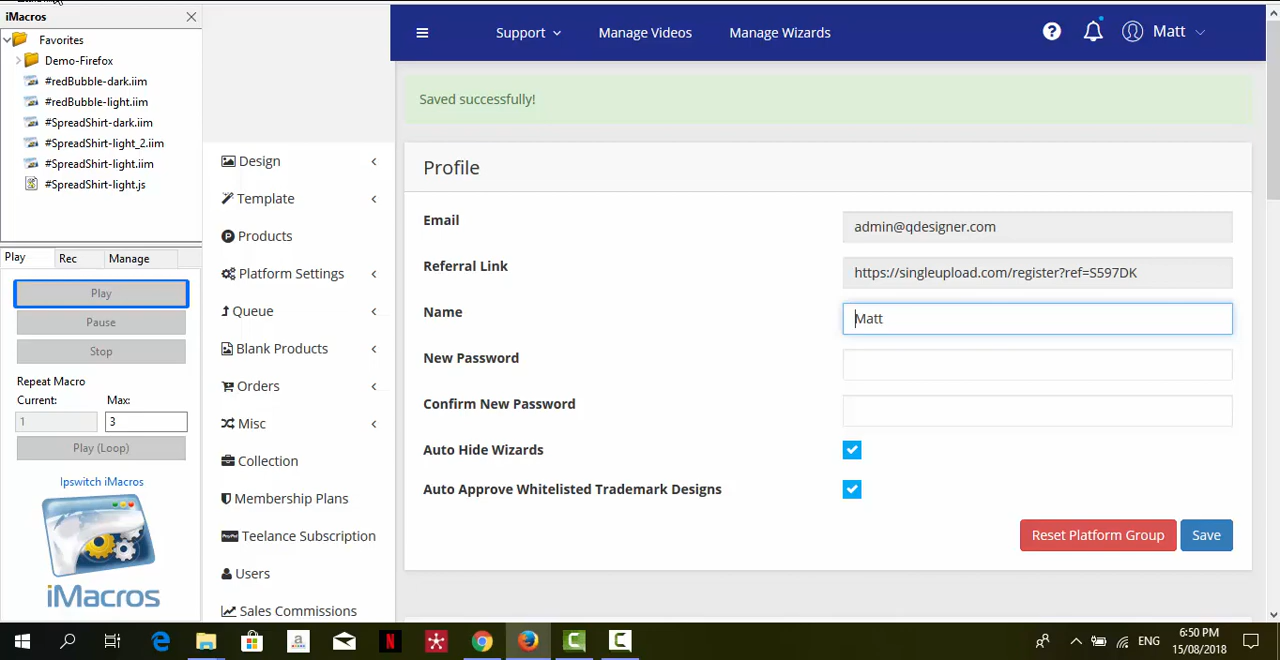 iMacros
Favorites
Demo-Firefox
#redBubble-dark.iim
#redBubble-light.iim
#SpreadShirt-dark.iim
#SpreadShirt-light_2.iim
#SpreadShirt-light.iim
#SpreadShirt-light.js
Play Rec Manage
Play
Pause
Stop
Repeat Macro
Current: Max:
1 3
Play (Loop)
Ipswitch iMacros
iMacros
Support Manage Videos Manage Wizards ? Matt
Design
Template
Products
Platform Settings
Queue
Blank Products
Orders
Misc
Collection
Membership Plans
PayPal Teelance Subscription
Users
Sales Commissions
Saved successfully!
Profile
Email admin@qdesigner.com
Referral Link https://singleupload.com/register?ref=S597DK
Name Matt
New Password
Confirm New Password
Auto Hide Wizards
Auto Approve Whitelisted Trademark Designs
Reset Platform Group Save
ENG 6:50 PM
15/08/2018